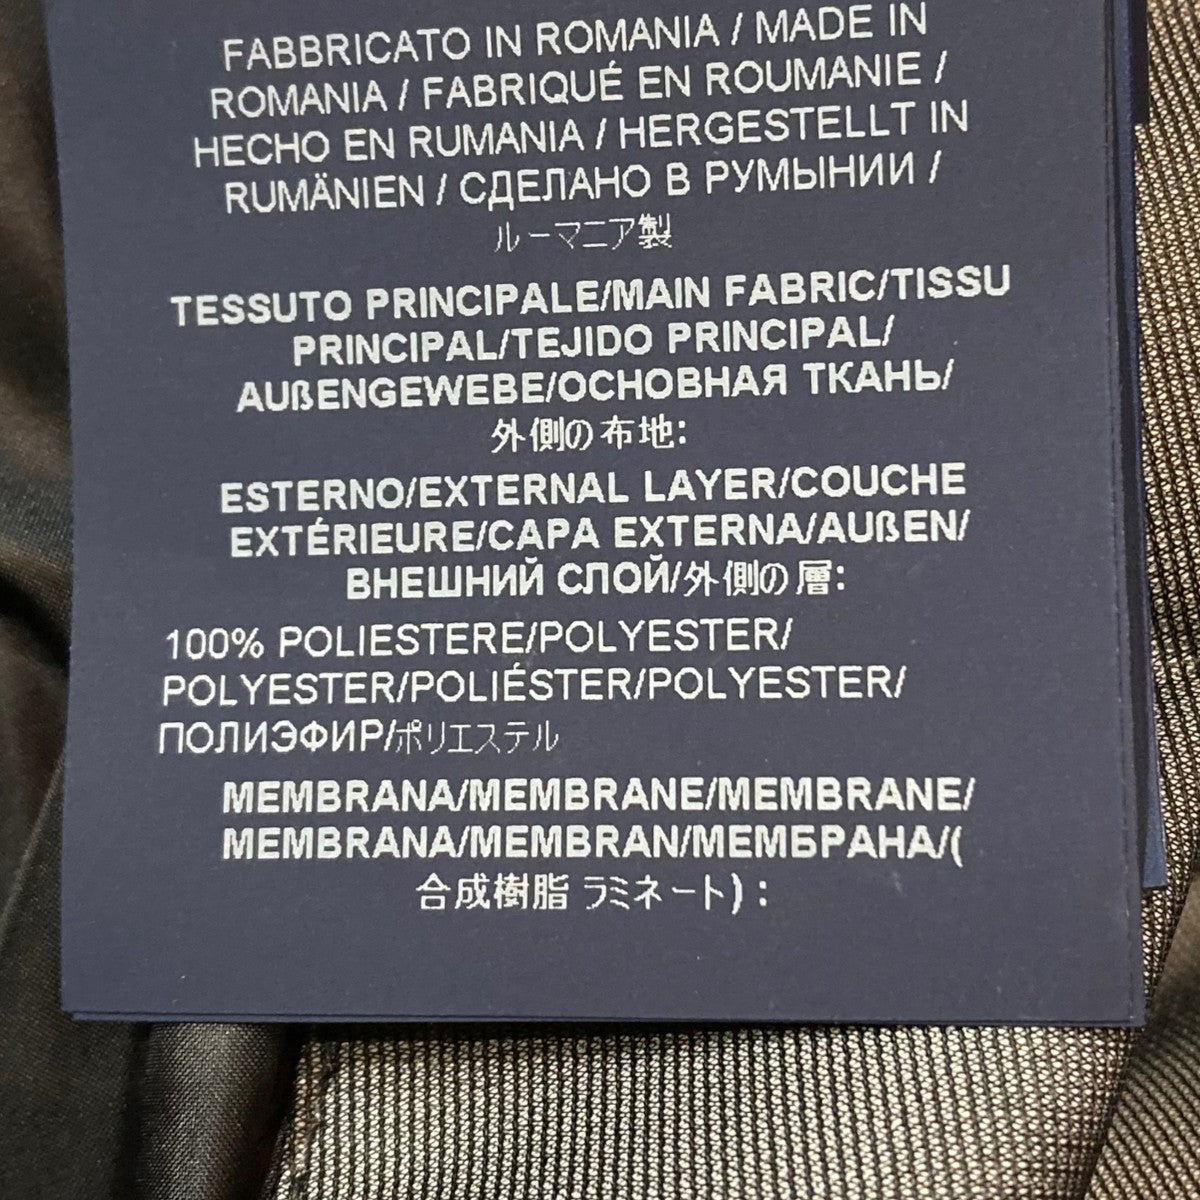 FABBRICATO IN ROMANIA / MADE IN
ROMANIA / FABRIQUÉ EN ROUMANIE /
HECHO EN RUMANIA / HERGESTELLT IN
RUMÄNIEN / СДЕЛАНО В РУМЫНИИ /
ルーマニア製
TESSUTO PRINCIPALE/MAIN FABRIC/TISSU
PRINCIPAL/TEJIDO PRINCIPAL/
AUßENGEWEBE/ОСНОВНАЯ ТКАНЬ/
外側の布地:
ESTERNO/EXTERNAL LAYER/COUCHE
EXTÉRIEURE/CAPA EXTERNA/AUßEN/
ВНЕШНИЙ СЛОЙ/外側の層:
100% POLIESTERE/POLYESTER/
POLYESTER/POLIÉSTER/POLYESTER/
ПОЛИЭФИР/ポリエステル
MEMBRANA/MEMBRANE/MEMBRANE/
MEMBRANA/MEMBRAN/МЕМБРАНА/(
合成樹脂 ラミネート) :